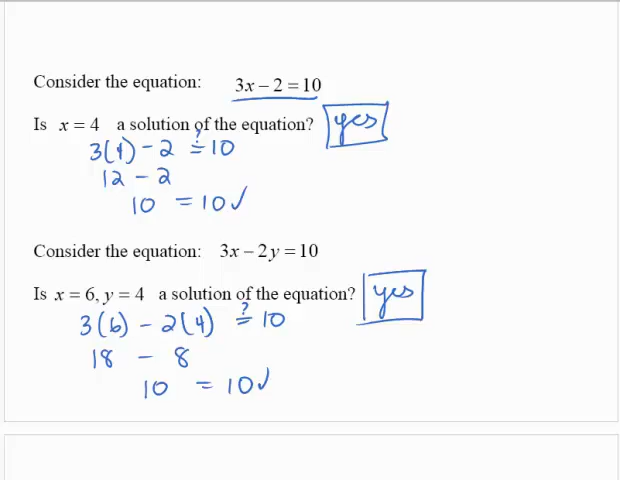 Consider the equation: 3x − 2 = 10
Is x = 4 a solution of the equation? yes
3(4) − 2 ≟ 10
12 − 2
10 = 10 ✓
Consider the equation: 3x − 2y = 10
Is x = 6, y = 4 a solution of the equation? yes
3(6) − 2(4) ≟ 10
18 − 8
10 = 10 ✓